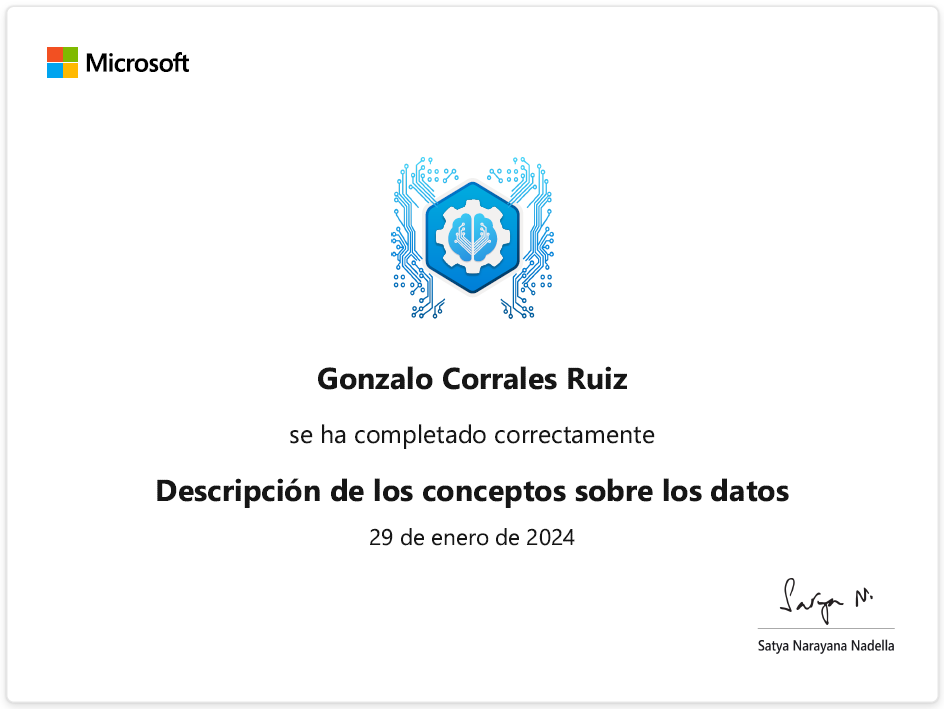 Microsoft
Gonzalo Corrales Ruiz
se ha completado correctamente
Descripción de los conceptos sobre los datos
29 de enero de 2024
Satya N.
Satya Narayana Nadella